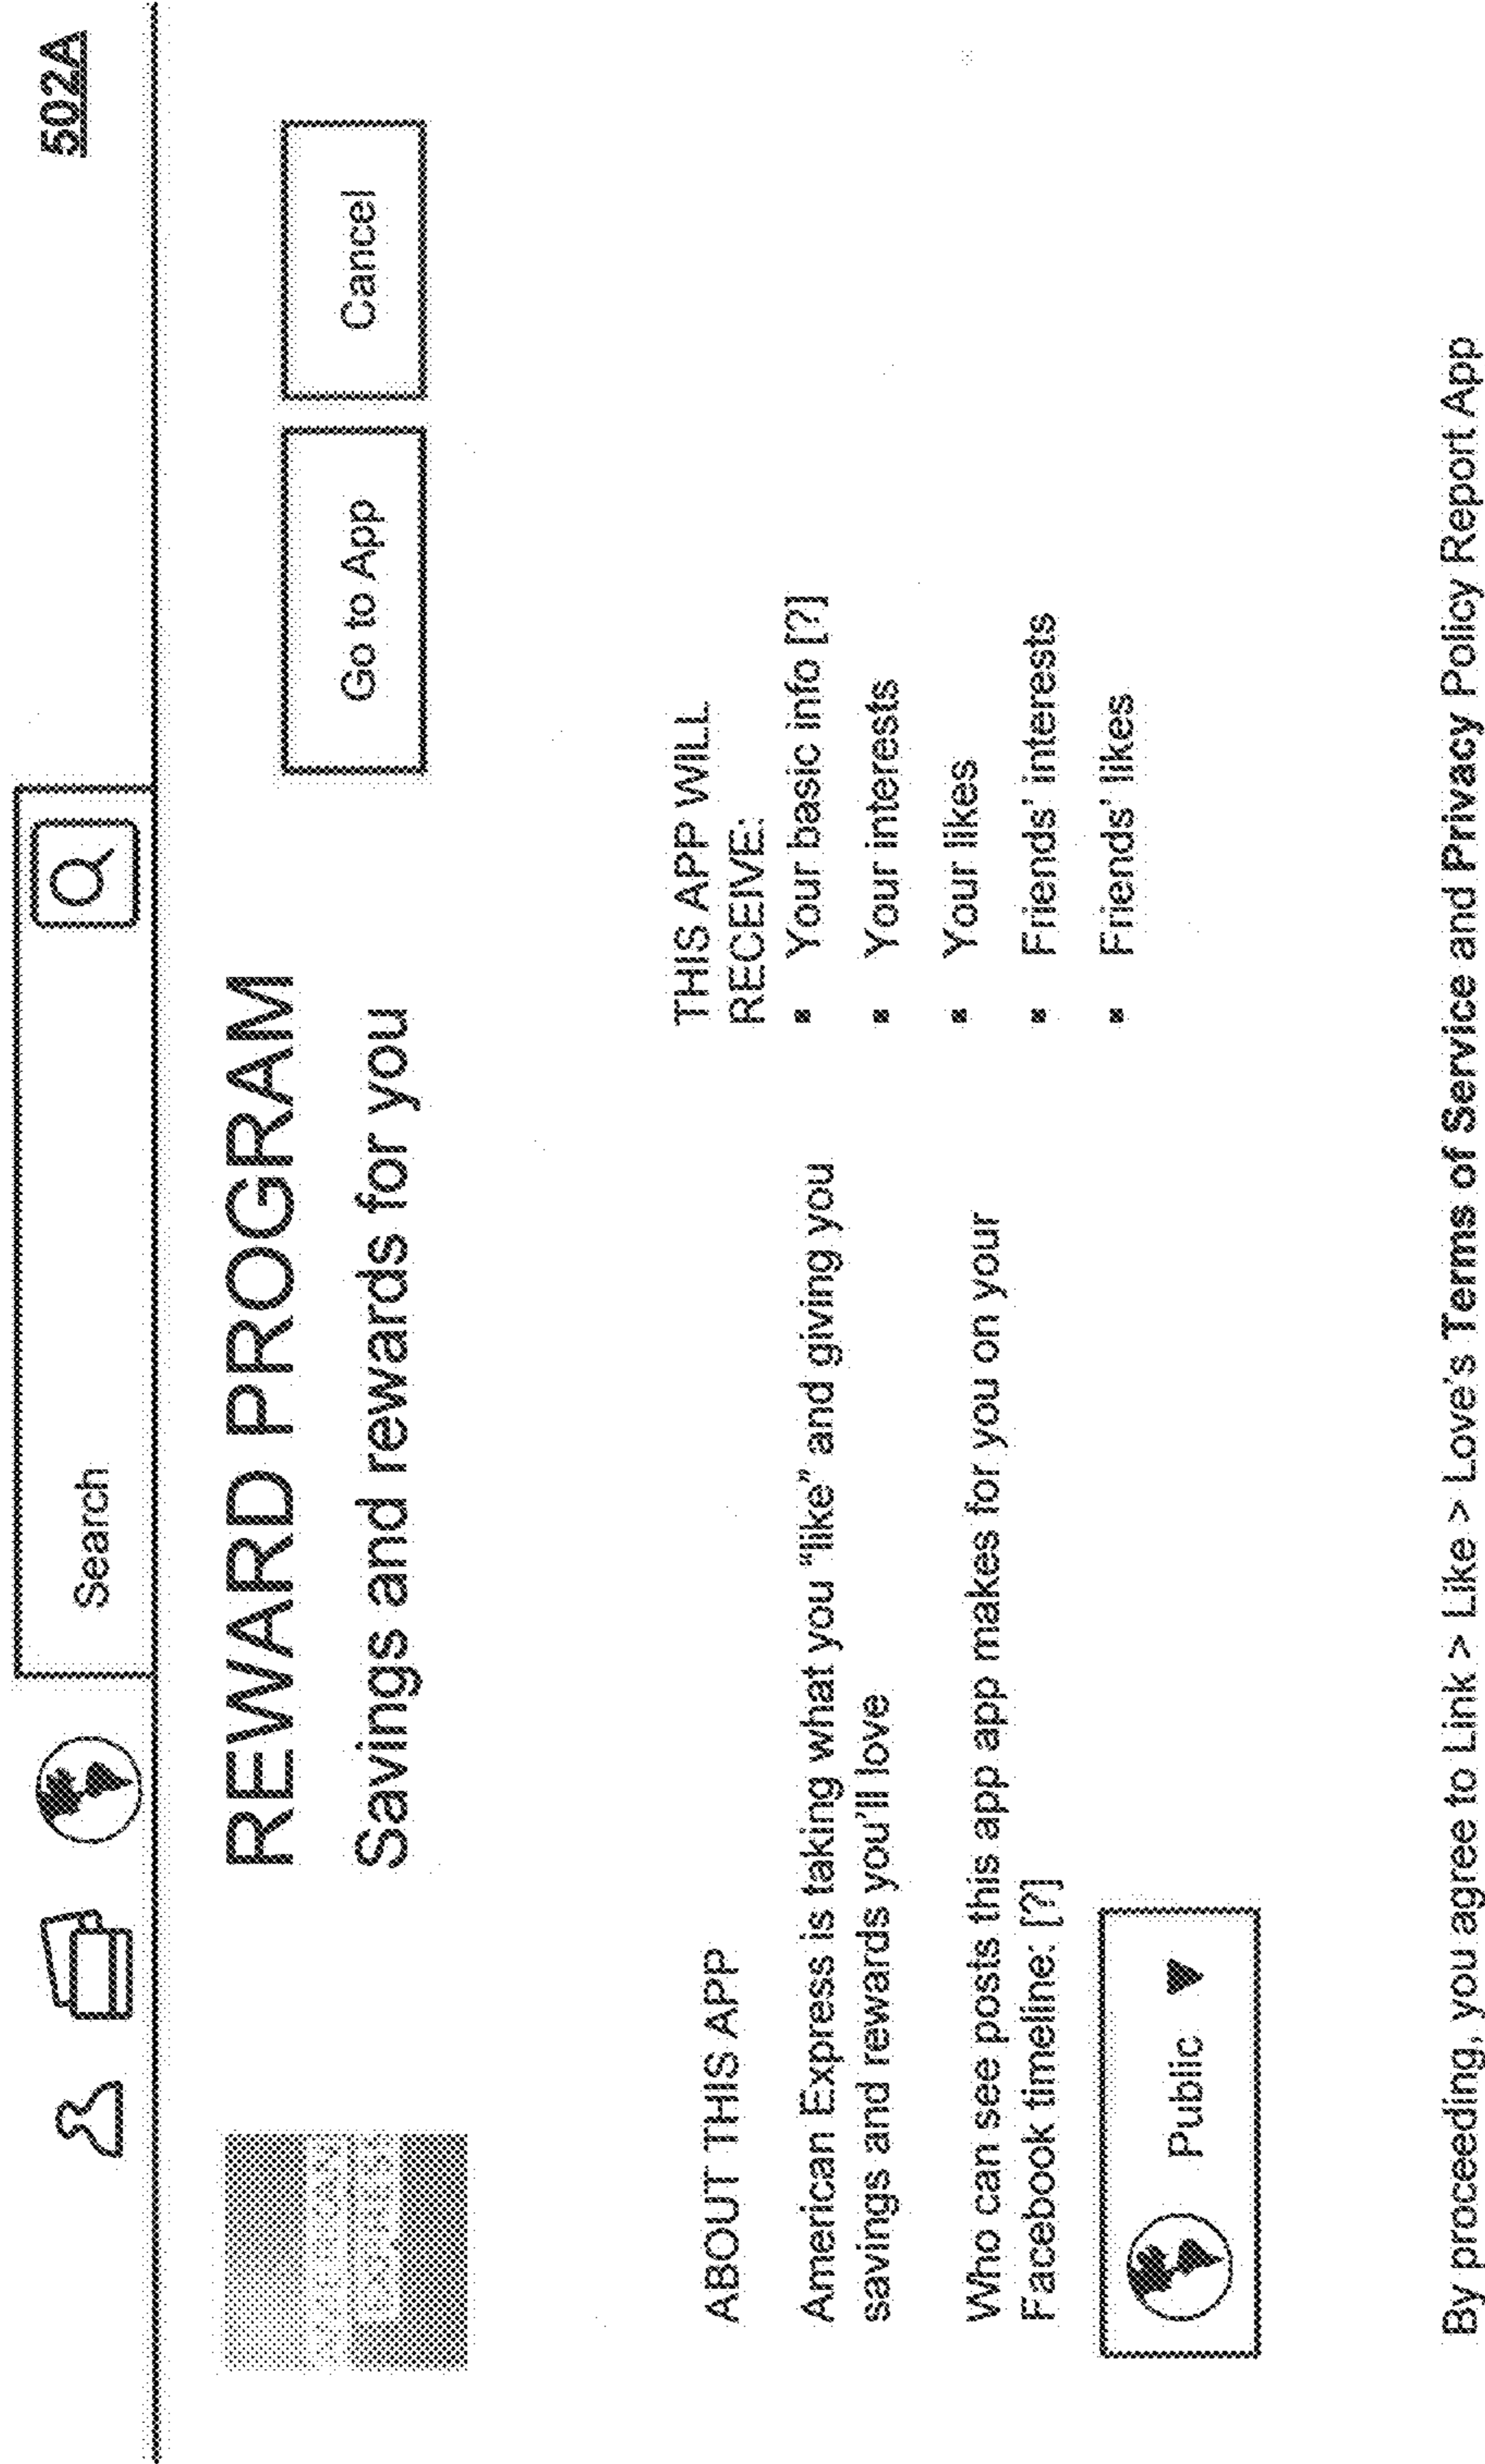 Search
502A
REWARD PROGRAM
Savings and rewards for you
Go to App
Cancel
ABOUT THIS APP
American Express is taking what you "like" and giving you
savings and rewards you'll love
Who can see posts this app app makes for you on your
Facebook timeline: [?]
Public
THIS APP WILL
RECEIVE:
▪ Your basic info [?]
▪ Your interests
▪ Your likes
▪ Friends' interests
▪ Friends' likes
By proceeding, you agree to Link > Like > Love's Terms of Service and Privacy Policy Report App